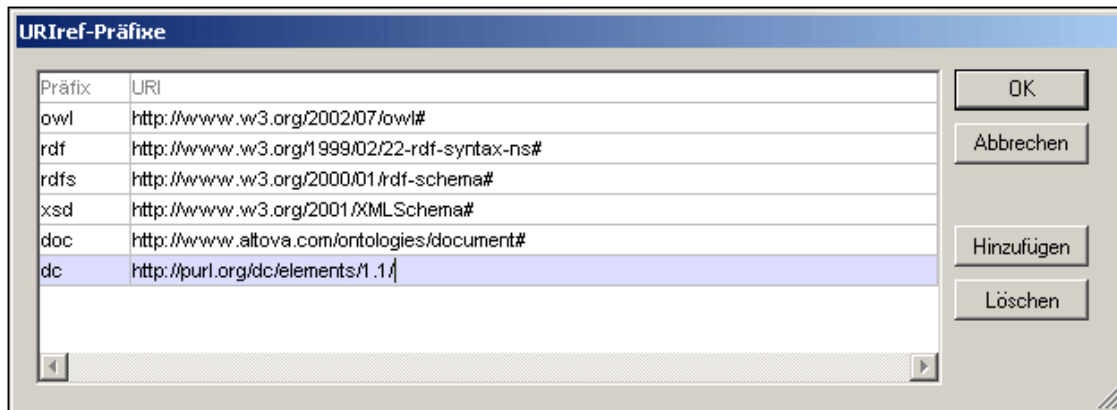 URIref-Präfixe
Präfix URI
owl http://www.w3.org/2002/07/owl#
rdf http://www.w3.org/1999/02/22-rdf-syntax-ns#
rdfs http://www.w3.org/2000/01/rdf-schema#
xsd http://www.w3.org/2001/XMLSchema#
doc http://www.altova.com/ontologies/document#
dc http://purl.org/dc/elements/1.1/
OK
Abbrechen
Hinzufügen
Löschen